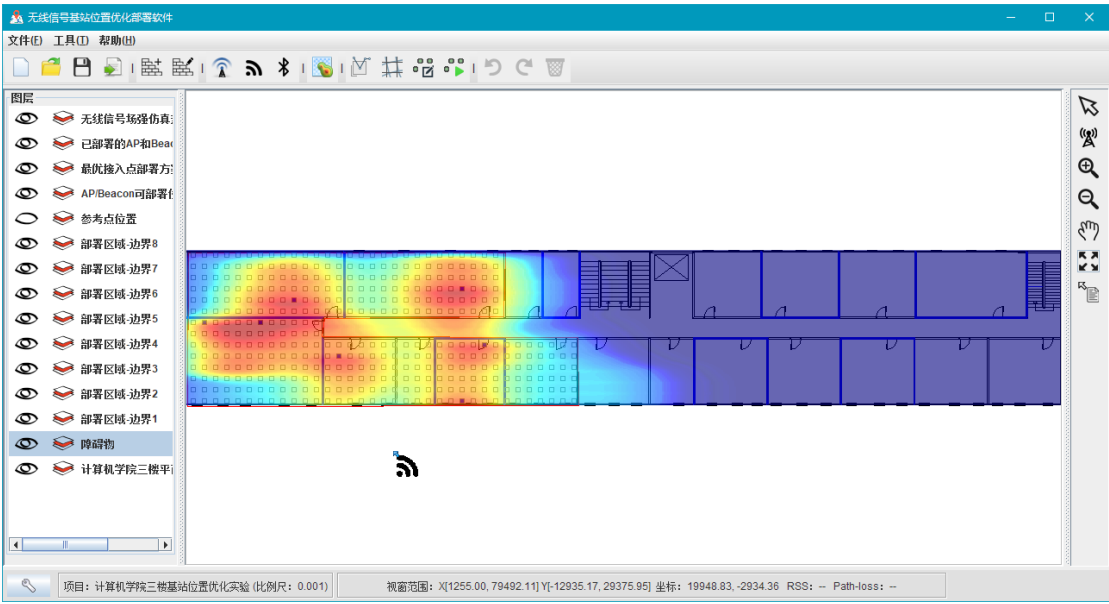 无线信号基站位置优化部署软件
文件(F) 工具(T) 帮助(H)
图层
无线信号场强仿真
已部署的AP和Beac
最优接入点部署方
AP/Beacon可部署
参考点位置
部署区域-边界8
部署区域-边界7
部署区域-边界6
部署区域-边界5
部署区域-边界4
部署区域-边界3
部署区域-边界2
部署区域-边界1
障碍物
计算机学院三楼平
项目：计算机学院三楼基站位置优化实验 (比例尺：0.001) 视窗范围：X[1255.00, 79492.11] Y[-12935.17, 29375.95] 坐标：19948.83, -2934.36 RSS: -- Path-loss: --